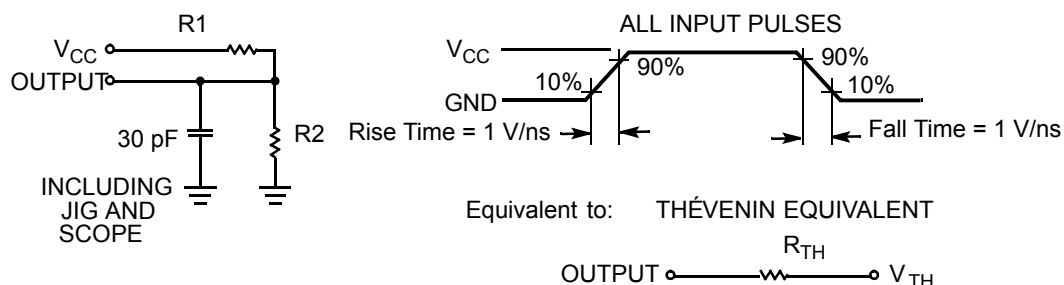 R1
VCC
OUTPUT
30 pF
R2
INCLUDING
JIG AND
SCOPE
ALL INPUT PULSES
VCC
GND
10%
90%
90%
10%
Rise Time = 1 V/ns
Fall Time = 1 V/ns
Equivalent to: THÉVENIN EQUIVALENT
RTH
OUTPUT
VTH